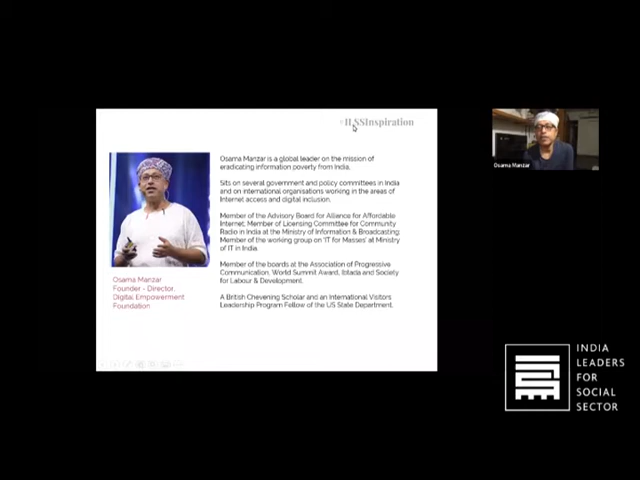 #ILSSInspiration
Osama Manzar is a global leader on the mission of
eradicating information poverty from India.
Sits on several government and policy committees in India
and on international organisations working in the areas of
Internet access and digital inclusion.
Member of the Advisory Board for Alliance for Affordable
Internet; Member of Licensing Committee for Community
Radio in India at the Ministry of Information & Broadcasting;
Member of the working group on 'IT for Masses' at Ministry
of IT in India.
Member of the boards at the Association of Progressive
Communication, World Summit Award, Ibtada and Society
for Labour & Development.
A British Chevening Scholar and an International Visitors
Leadership Program Fellow of the US State Department.
Osama Manzar
Founder - Director,
Digital Empowerment
Foundation
Osama Manzar
INDIA
LEADERS
FOR
SOCIAL
SECTOR